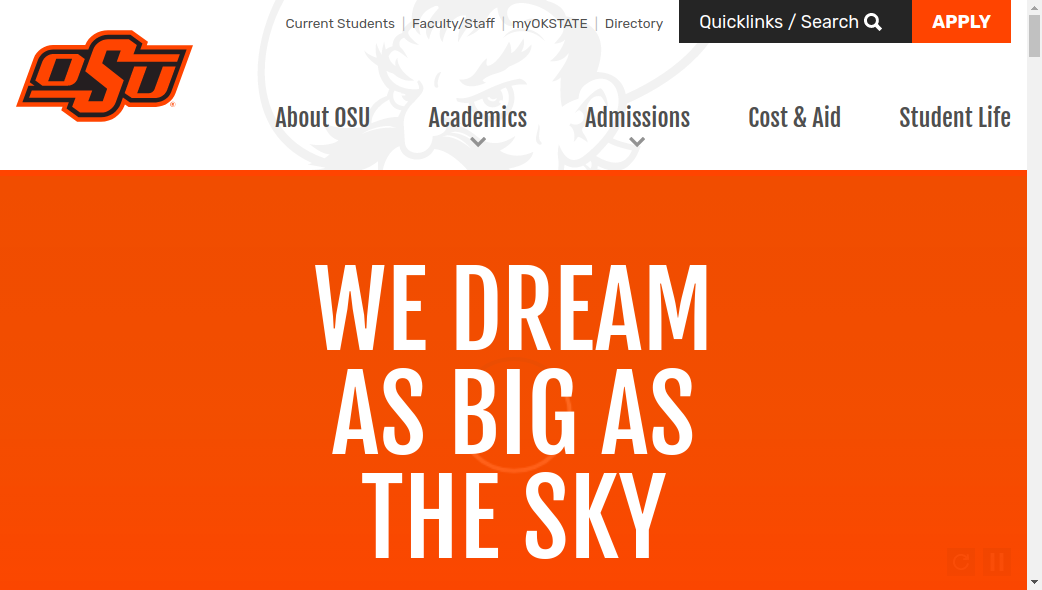 Current Students | Faculty/Staff | myOKSTATE | Directory
Quicklinks / Search
APPLY
OSU
®
About OSU
Academics
Admissions
Cost & Aid
Student Life
WE DREAM
AS BIG AS
THE SKY